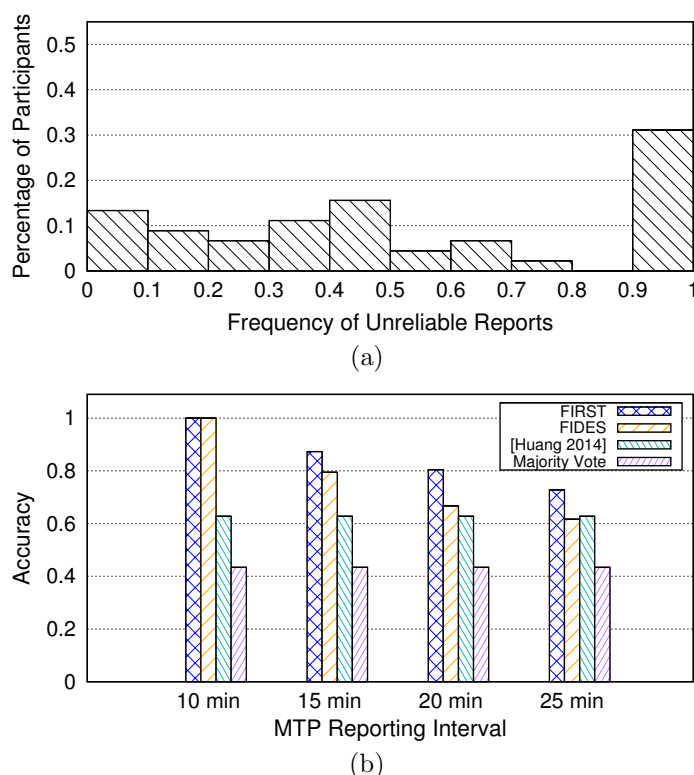 Percentage of Participants
0.5
0.4
0.3
0.2
0.1
0
0 0.1 0.2 0.3 0.4 0.5 0.6 0.7 0.8 0.9 1
Frequency of Unreliable Reports
(a)
Accuracy
1
0.8
0.6
0.4
0.2
0
FIRST
FIDES
[Huang 2014]
Majority Vote
10 min 15 min 20 min 25 min
MTP Reporting Interval
(b)